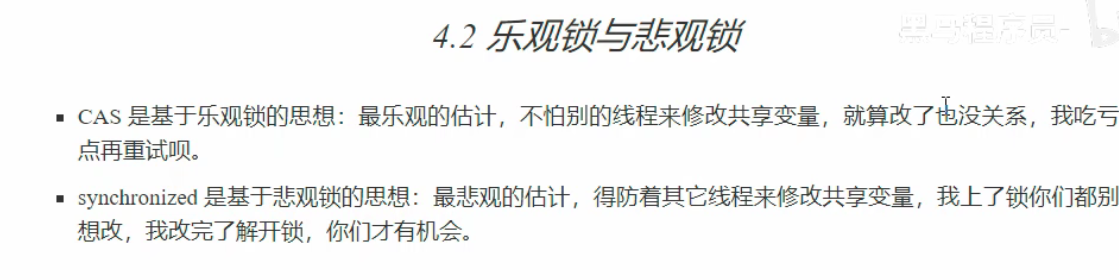 黑马程序员-
4.2 乐观锁与悲观锁
▪ CAS 是基于乐观锁的思想：最乐观的估计，不怕别的线程来修改共享变量，就算改了也没关系，我吃亏
点再重试呗。
▪ synchronized 是基于悲观锁的思想：最悲观的估计，得防着其它线程来修改共享变量，我上了锁你们都别
想改，我改完了解开锁，你们才有机会。